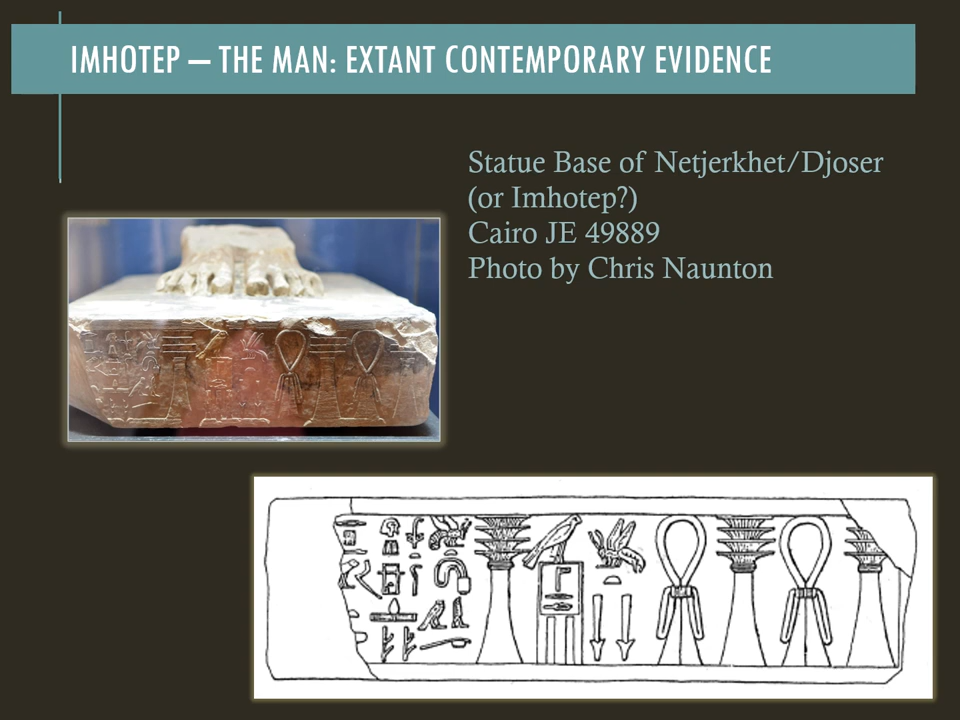 IMHOTEP – THE MAN: EXTANT CONTEMPORARY EVIDENCE
Statue Base of Netjerkhet/Djoser
(or Imhotep?)
Cairo JE 49889
Photo by Chris Naunton